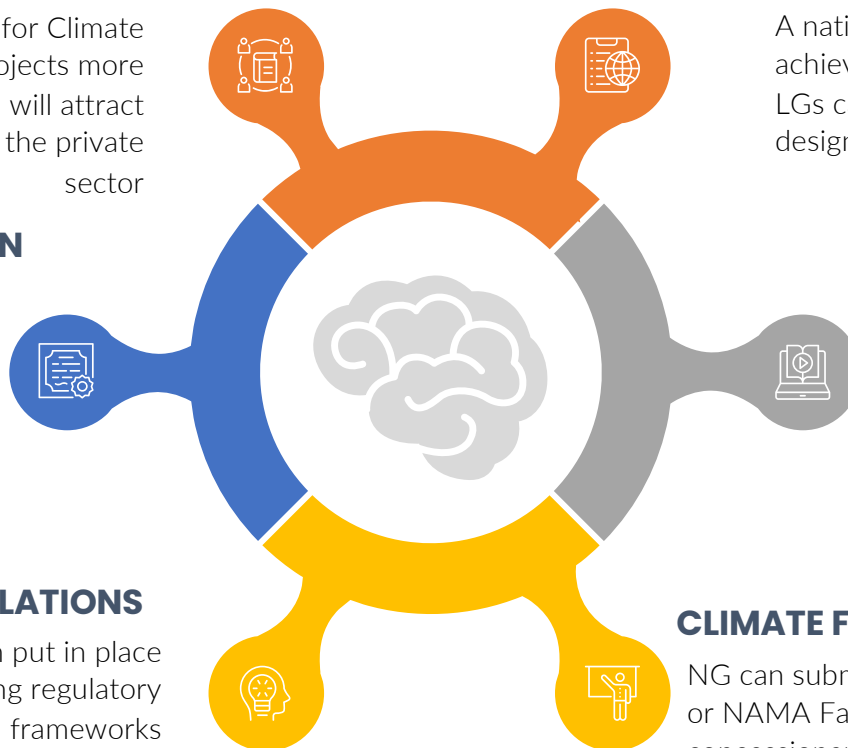 for Climate
ojects more
will attract
the private
sector
N
LATIONS
n put in place
ng regulatory
frameworks
A nati
achiev
LGs c
design
CLIMATE F
NG can subm
or NAMA Fa